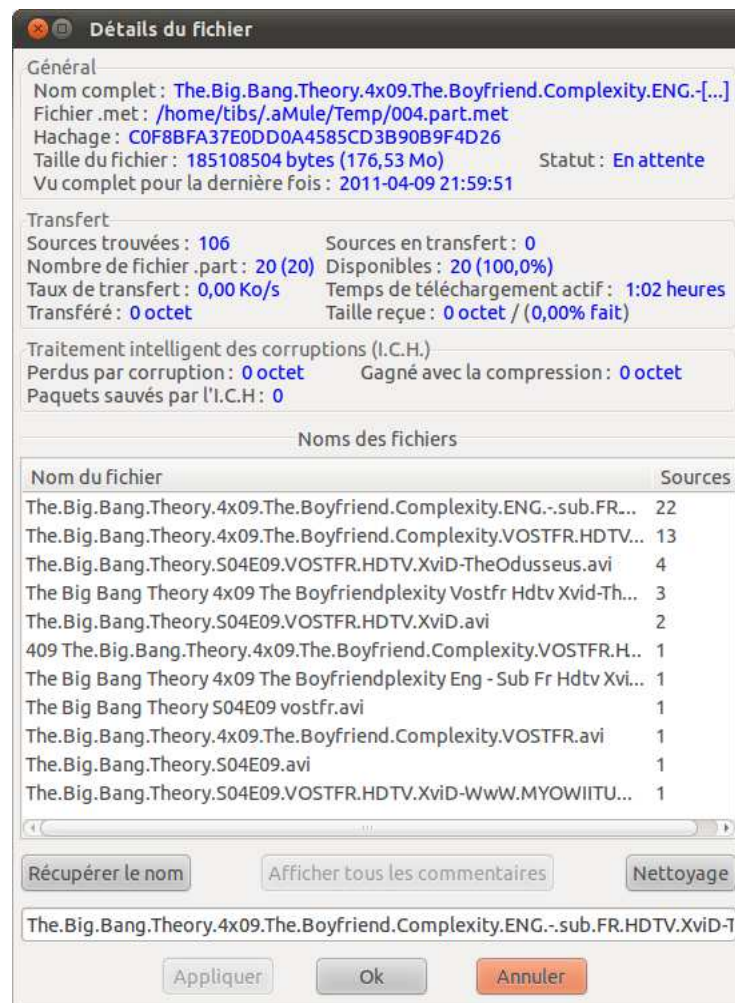 Détails du fichier
Général
Nom complet : The.Big.Bang.Theory.4x09.The.Boyfriend.Complexity.ENG.-[...]
Fichier .met : /home/tibs/.aMule/Temp/004.part.met
Hachage : C0F8BFA37E0DD0A4585CD3B90B9F4D26
Taille du fichier : 185108504 bytes (176,53 Mo) Statut : En attente
Vu complet pour la dernière fois : 2011-04-09 21:59:51
Transfert
Sources trouvées : 106 Sources en transfert : 0
Nombre de fichier .part : 20 (20) Disponibles : 20 (100,0%)
Taux de transfert : 0,00 Ko/s Temps de téléchargement actif : 1:02 heures
Transféré : 0 octet Taille reçue : 0 octet / (0,00% fait)
Traitement intelligent des corruptions (I.C.H.)
Perdus par corruption : 0 octet Gagné avec la compression : 0 octet
Paquets sauvés par l'I.C.H : 0
Noms des fichiers
Nom du fichier Sources
The.Big.Bang.Theory.4x09.The.Boyfriend.Complexity.ENG.-.sub.FR.... 22
The.Big.Bang.Theory.4x09.The.Boyfriend.Complexity.VOSTFR.HDTV... 13
The.Big.Bang.Theory.S04E09.VOSTFR.HDTV.XviD-TheOdusseus.avi 4
The Big Bang Theory 4x09 The Boyfriendplexity Vostfr Hdtv Xvid-Th... 3
The.Big.Bang.Theory.S04E09.VOSTFR.HDTV.XviD.avi 2
409 The.Big.Bang.Theory.4x09.The.Boyfriend.Complexity.VOSTFR.H... 1
The Big Bang Theory 4x09 The Boyfriendplexity Eng - Sub Fr Hdtv Xvi... 1
The Big Bang Theory S04E09 vostfr.avi 1
The.Big.Bang.Theory.4x09.The.Boyfriend.Complexity.VOSTFR.avi 1
The.Big.Bang.Theory.S04E09.avi 1
The.Big.Bang.Theory.S04E09.VOSTFR.HDTV.XviD-WwW.MYOWIITU... 1
Récupérer le nom Afficher tous les commentaires Nettoyage
The.Big.Bang.Theory.4x09.The.Boyfriend.Complexity.ENG.-.sub.FR.HDTV.XviD-T
Appliquer Ok Annuler